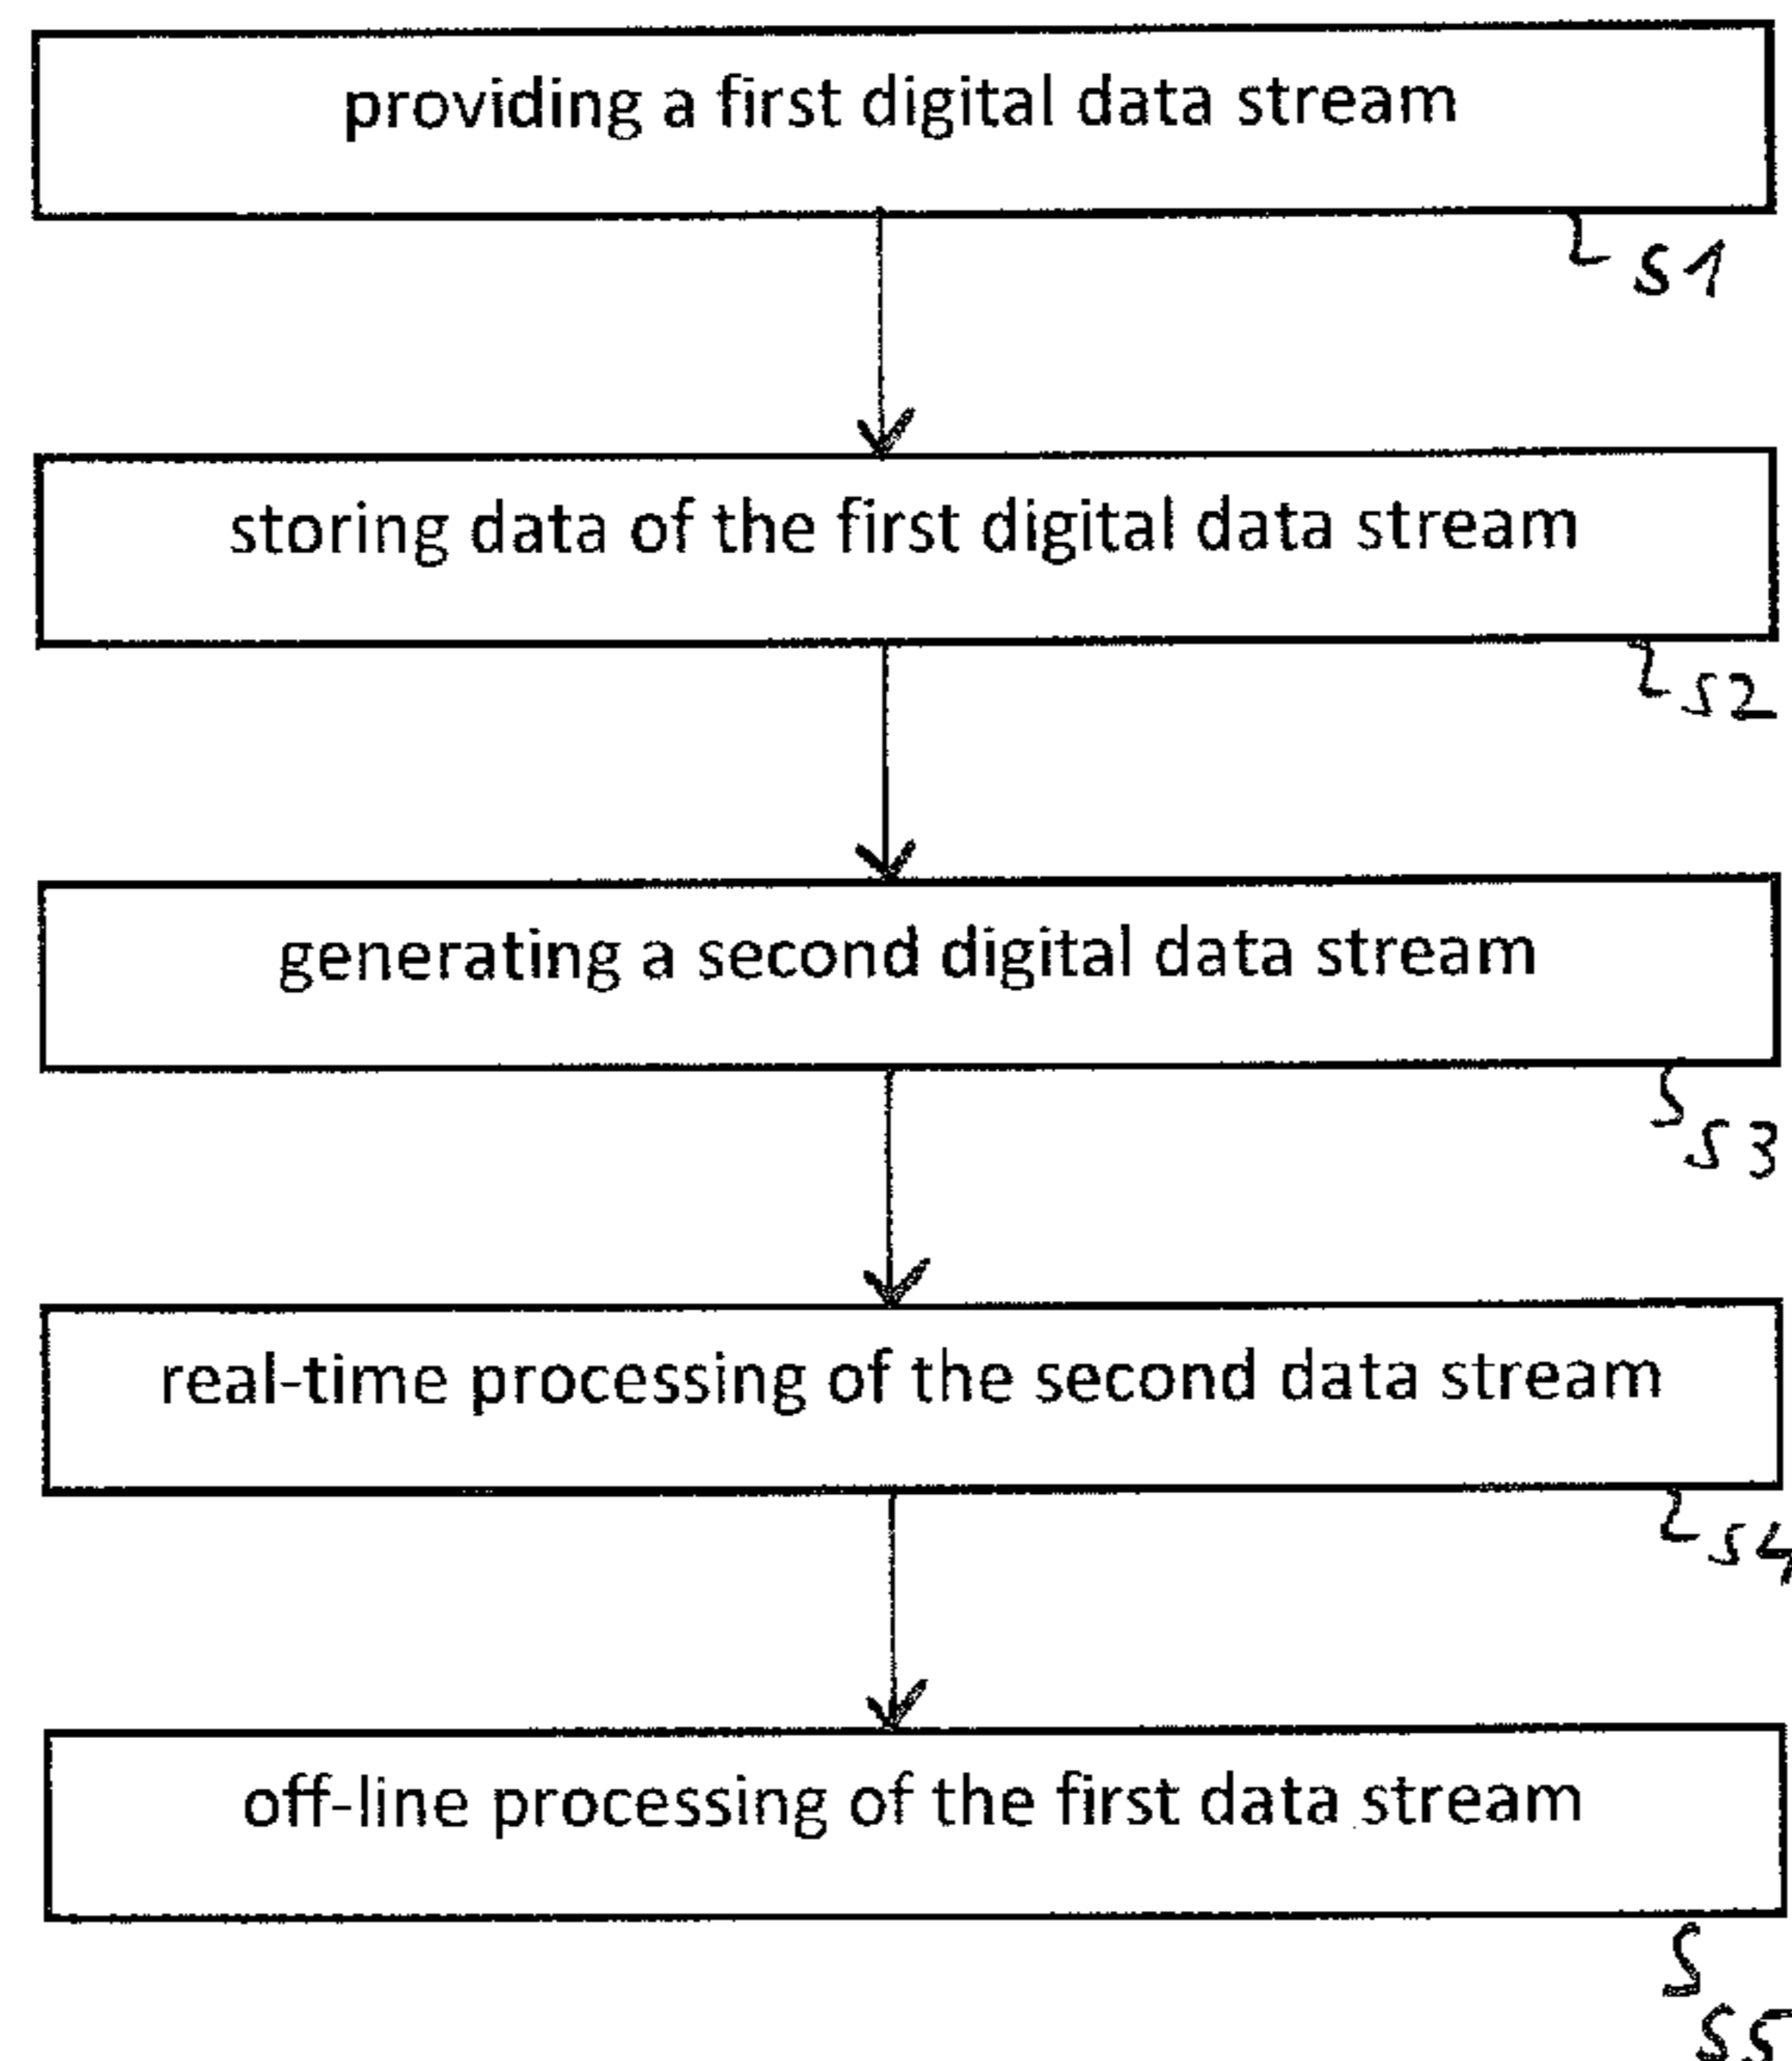 providing a first digital data stream
S1
storing data of the first digital data stream
S2
generating a second digital data stream
S3
real-time processing of the second data stream
S4
off-line processing of the first data stream
S5